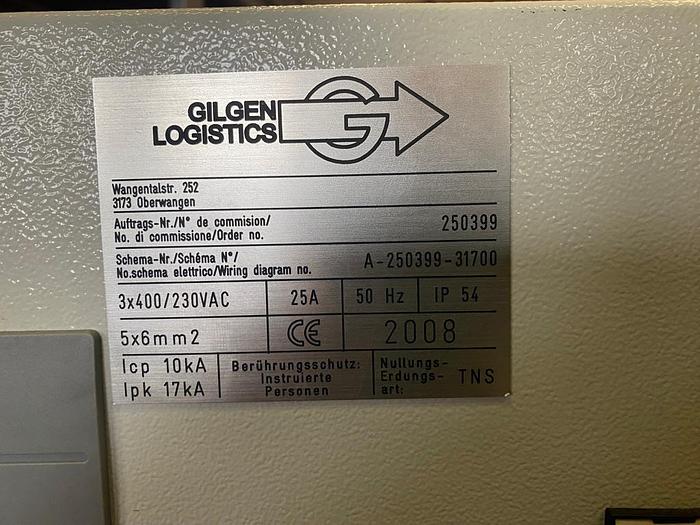 GILGEN
LOGISTICS
Wangentalstr. 252
3173 Oberwangen
Auftrags-Nr./N° de commision/
No. di commissione/Order no.
250399
Schema-Nr./Schéma N°/
No.schema elettrico/Wiring diagram no.
A-250399-31700
3x400/230VAC 25A 50 Hz IP 54
5x6mm2 CE 2008
Icp 10kA
Ipk 17kA
Berührungsschutz:
Instruierte
Personen
Nullungs-
Erdungs-
art:
TNS